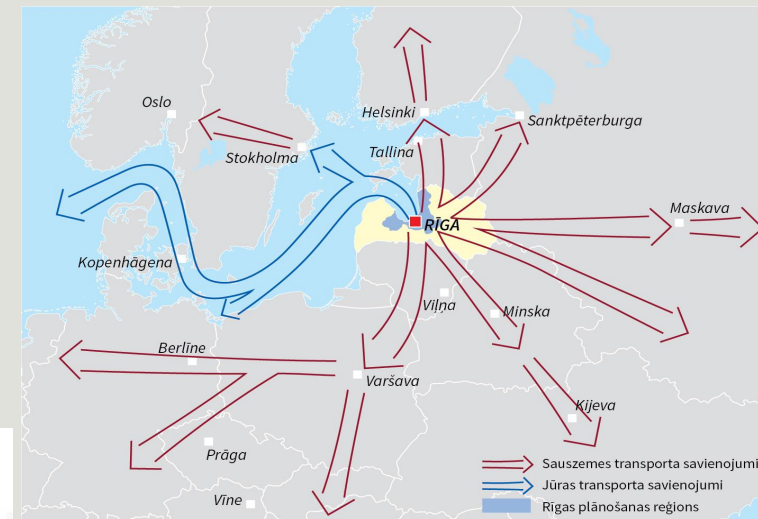 Oslo
Helsinki
Sanktpēterburga
Stokholma
Tallina
Maskava
RĪGA
Kopenhāgena
Viļņa
Minska
Berlīne
Varšava
Kijeva
Prāga
Vīne
Sauszemes transporta savienojumi
Jūras transporta savienojumi
Rīgas plānošanas reģions